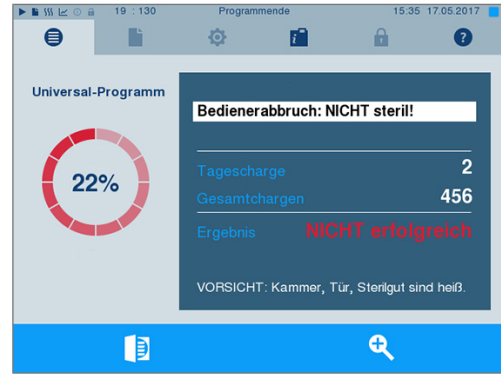 19 : 130 Programmende 15:35 17.05.2017
Universal-Programm
22%
Bedienerabbruch: NICHT steril!
Tagescharge 2
Gesamtchargen 456
Ergebnis NICHT erfolgreich
VORSICHT: Kammer, Tür, Sterilgut sind heiß.